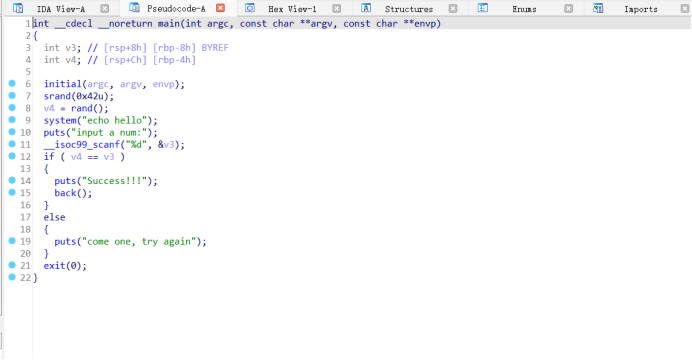 IDA View-A Pseudocode-A Hex View-1 Structures Enums Imports
1 int __cdecl __noreturn main(int argc, const char **argv, const char **envp)
2 {
3 int v3; // [rsp+8h] [rbp-8h] BYREF
4 int v4; // [rsp+Ch] [rbp-4h]
5
6 initial(argc, argv, envp);
7 srand(0x42u);
8 v4 = rand();
9 system("echo hello");
10 puts("input a num:");
11 __isoc99_scanf("%d", &v3);
12 if ( v4 == v3 )
13 {
14 puts("Success!!!");
15 back();
16 }
17 else
18 {
19 puts("come one, try again");
20 }
21 exit(0);
22 }